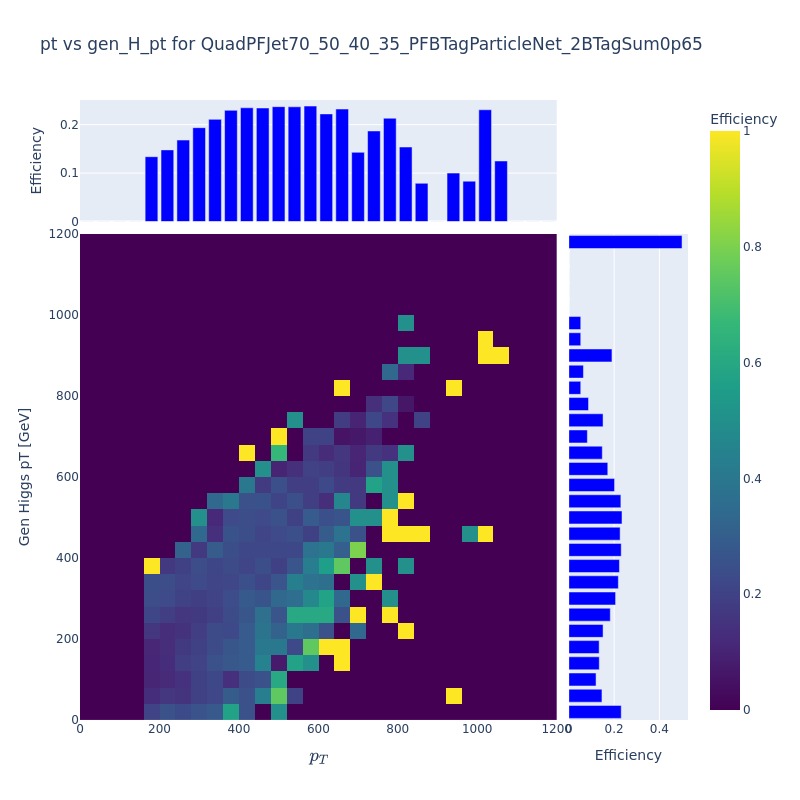 pt vs gen_H_pt for QuadPFJet70_50_40_35_PFBTagParticleNet_2BTagSum0p65
Efficiency
0.2
0.1
0
Efficiency
1
0.8
0.6
0.4
0.2
0
Gen Higgs pT [GeV]
1200
1000
800
600
400
200
0
0 200 400 600 800 1000 1200
p_T
0 0.2 0.4
Efficiency